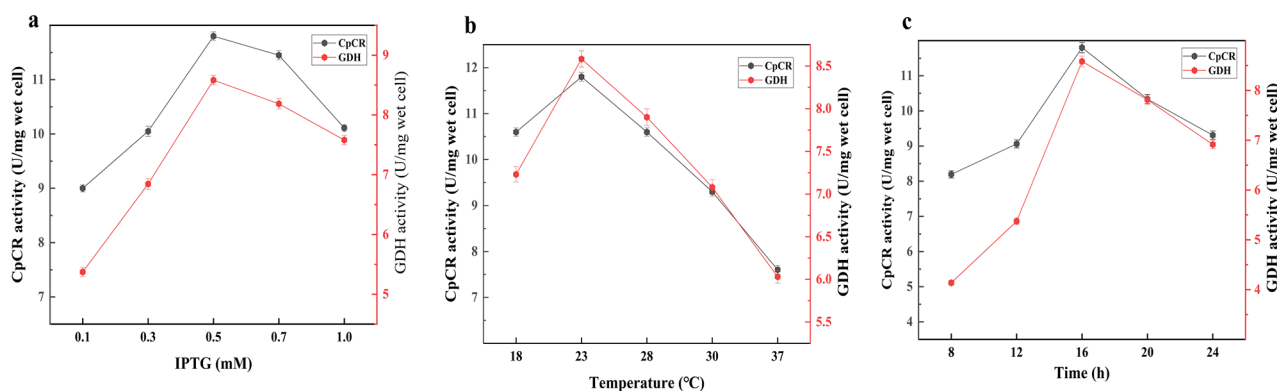 a
CpCR activity (U/mg wet cell)
11
10
9
8
7
CpCR
GDH
9
8
7
6
5
GDH activity (U/mg wet cell)
0.1 0.3 0.5 0.7 1.0
IPTG (mM)
b
CpCR activity (U/mg wet cell)
12
11
10
9
8
7
CpCR
GDH
8.5
8.0
7.5
7.0
6.5
6.0
5.5
GDH activity (U/mg wet cell)
18 23 28 30 37
Temperature (°C)
c
CpCR activity (U/mg wet cell)
11
10
9
8
7
6
5
4
CpCR
GDH
8
7
6
5
4
3
GDH activity (U/mg wet cell)
8 12 16 20 24
Time (h)